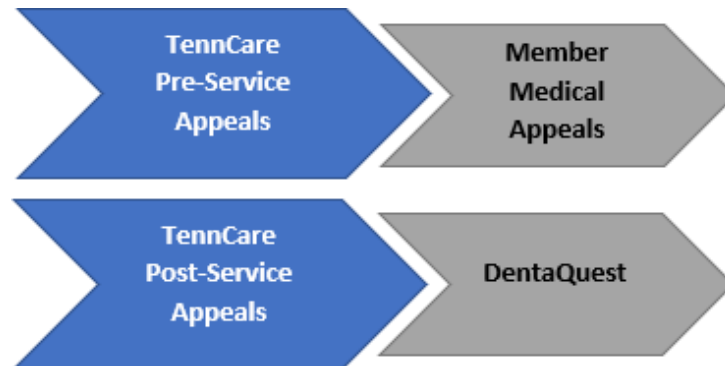 TennCare
Pre-Service
Appeals
Member
Medical
Appeals
TennCare
Post-Service
Appeals
DentaQuest